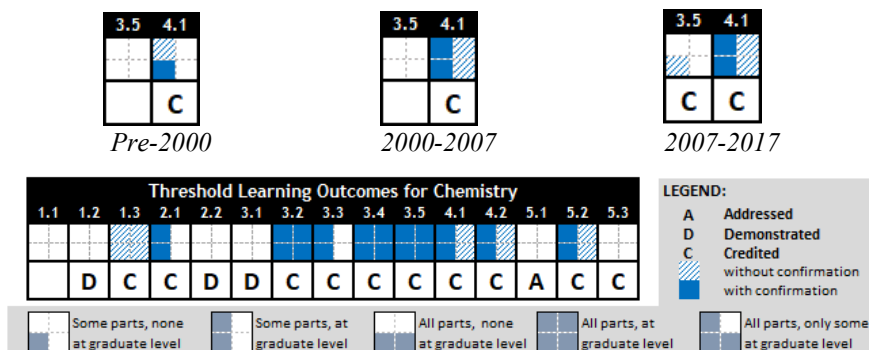 3.5 4.1
C
Pre-2000
3.5 4.1
C
2000-2007
3.5 4.1
C C
2007-2017
Threshold Learning Outcomes for Chemistry
1.1 1.2 1.3 2.1 2.2 3.1 3.2 3.3 3.4 3.5 4.1 4.2 5.1 5.2 5.3
D C C D D C C C C C C A C C
LEGEND:
A Addressed
D Demonstrated
C Credited
without confirmation
with confirmation
Some parts, none
at graduate level
Some parts, at
graduate level
All parts, none
at graduate level
All parts, at
graduate level
All parts, only some
at graduate level